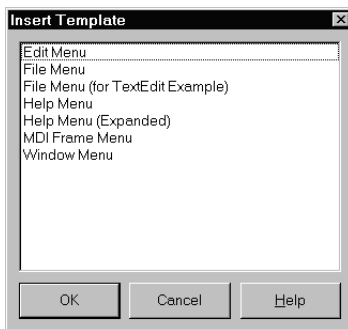 Insert Template
Edit Menu
File Menu
File Menu (for TextEdit Example)
Help Menu
Help Menu (Expanded)
MDI Frame Menu
Window Menu
OK
Cancel
Help